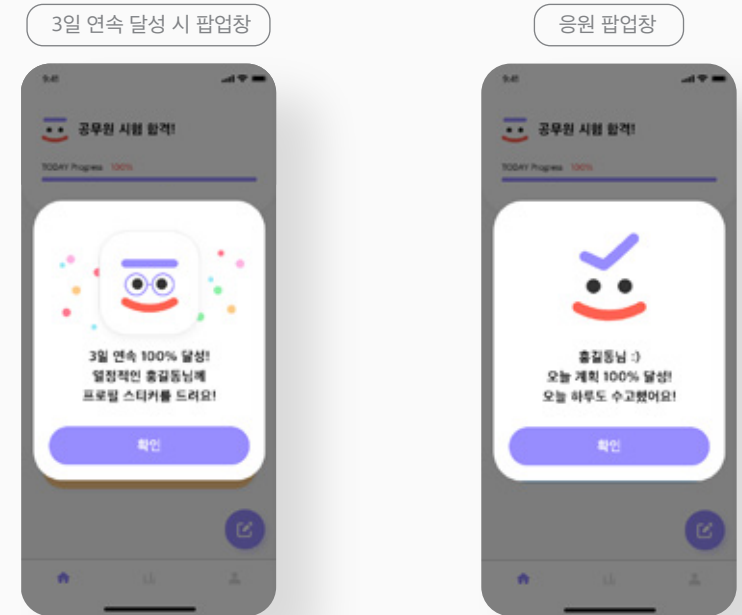 3일 연속 달성 시 팝업창
9:41
공무원 시험 합격!
TODAY Progress 100%
3일 연속 100% 달성!
열정적인 홍길동님께
프로필 스티커를 드려요!
확인
응원 팝업창
9:41
공무원 시험 합격!
TODAY Progress 100%
홍길동님 :)
오늘 계획 100% 달성!
오늘 하루도 수고했어요!
확인